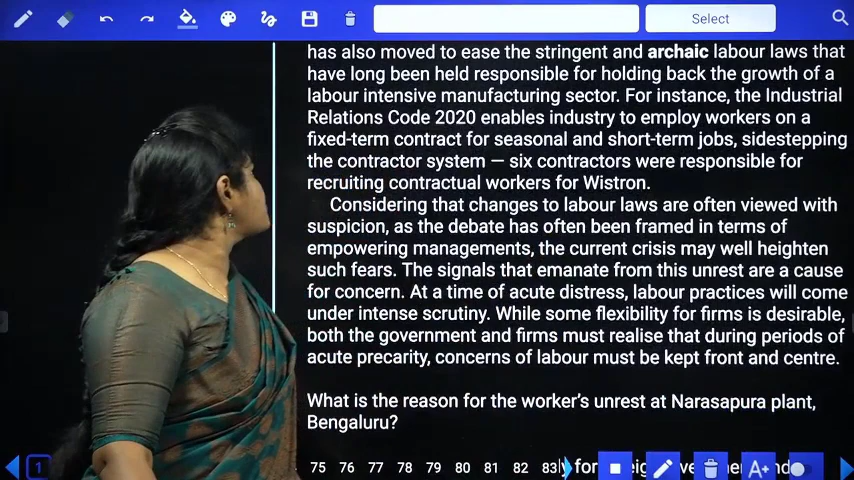 Select
has also moved to ease the stringent and archaic labour laws that
have long been held responsible for holding back the growth of a
labour intensive manufacturing sector. For instance, the Industrial
Relations Code 2020 enables industry to employ workers on a
fixed-term contract for seasonal and short-term jobs, sidestepping
the contractor system — six contractors were responsible for
recruiting contractual workers for Wistron.
Considering that changes to labour laws are often viewed with
suspicion, as the debate has often been framed in terms of
empowering managements, the current crisis may well heighten
such fears. The signals that emanate from this unrest are a cause
for concern. At a time of acute distress, labour practices will come
under intense scrutiny. While some flexibility for firms is desirable,
both the government and firms must realise that during periods of
acute precarity, concerns of labour must be kept front and centre.
What is the reason for the worker's unrest at Narasapura plant,
Bengaluru?
1 75 76 77 78 79 80 81 82 83 for A+